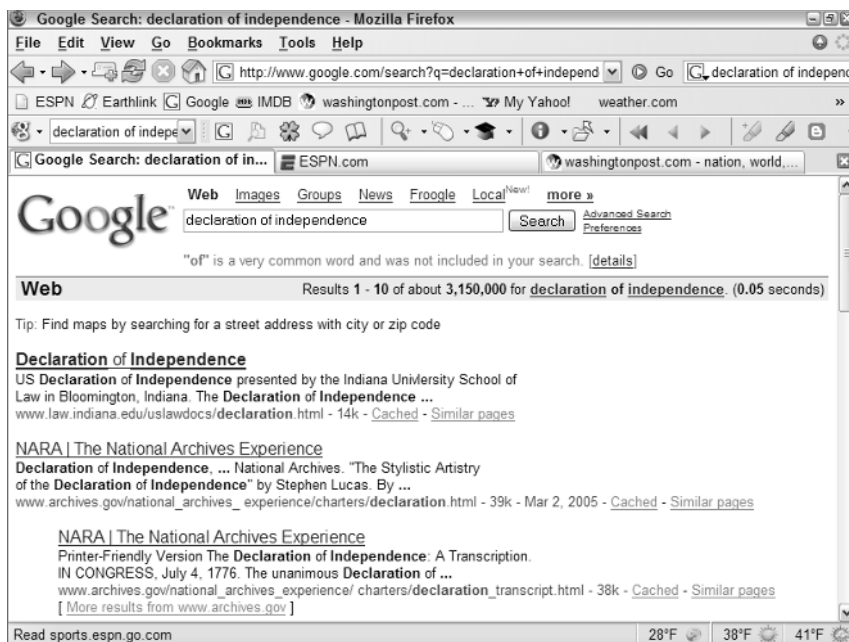 Google Search: declaration of independence - Mozilla Firefox
File Edit View Go Bookmarks Tools Help
http://www.google.com/search?q=declaration+of+independ Go declaration of independ
ESPN Earthlink Google IMDB washingtonpost.com - ... My Yahoo! weather.com »
declaration of indepe
Google Search: declaration of in... ESPN.com washingtonpost.com - nation, world,...
Google™
Web Images Groups News Froogle Local New! more »
declaration of independence Search Advanced Search
Preferences
"of" is a very common word and was not included in your search. [details]
Web Results 1 - 10 of about 3,150,000 for declaration of independence. (0.05 seconds)
Tip: Find maps by searching for a street address with city or zip code
Declaration of Independence
US Declaration of Independence presented by the Indiana University School of
Law in Bloomington, Indiana. The Declaration of Independence ...
www.law.indiana.edu/uslawdocs/declaration.html - 14k - Cached - Similar pages
NARA | The National Archives Experience
Declaration of Independence, ... National Archives. "The Stylistic Artistry
of the Declaration of Independence" by Stephen Lucas. By ...
www.archives.gov/national_archives_ experience/charters/declaration.html - 39k - Mar 2, 2005 - Cached - Similar pages
NARA | The National Archives Experience
Printer-Friendly Version The Declaration of Independence: A Transcription.
IN CONGRESS, July 4, 1776. The unanimous Declaration of ...
www.archives.gov/national_archives_experience/ charters/declaration_transcript.html - 38k - Cached - Similar pages
[ More results from www.archives.gov ]
Read sports.espn.go.com 28°F 38°F 41°F